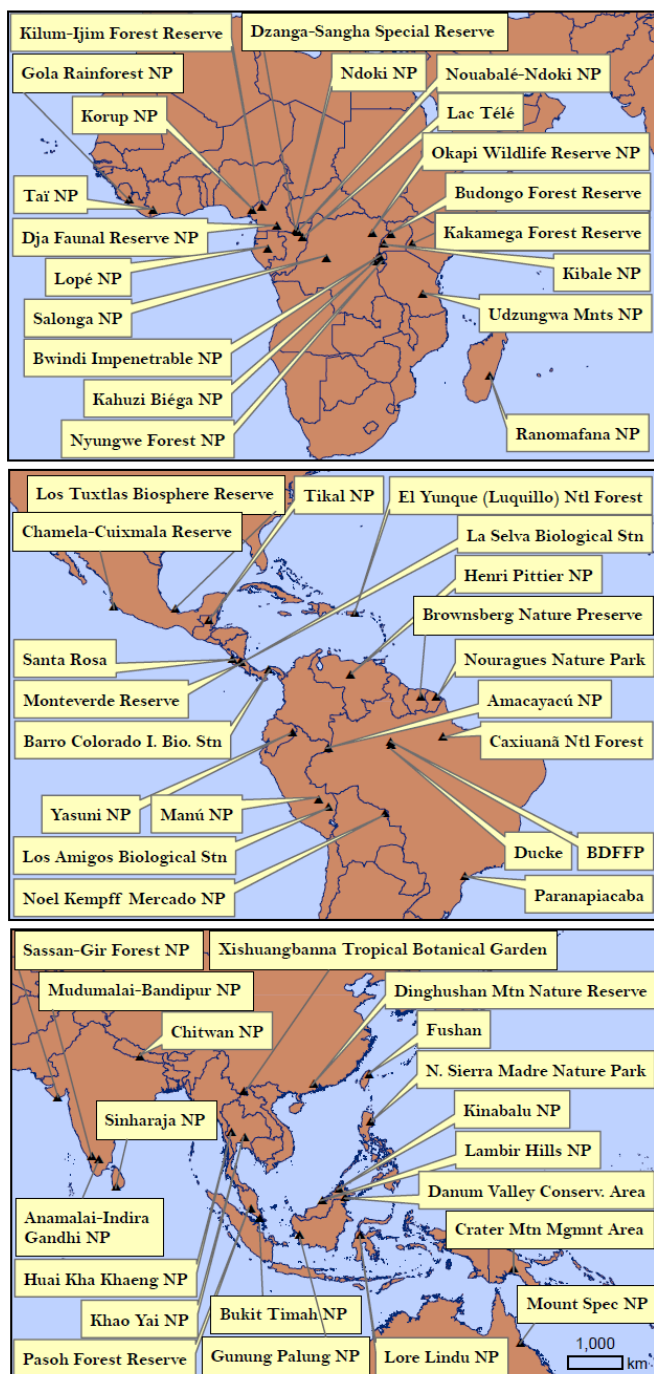 Kilum-Ijim Forest Reserve
Dzanga-Sangha Special Reserve
Gola Rainforest NP
Ndoki NP
Nouabalé-Ndoki NP
Korup NP
Lac Télé
Okapi Wildlife Reserve NP
Taï NP
Budongo Forest Reserve
Dja Faunal Reserve NP
Kakamega Forest Reserve
Lopé NP
Kibale NP
Salonga NP
Udzungwa Mnts NP
Bwindi Impenetrable NP
Kahuzi Biéga NP
Nyungwe Forest NP
Ranomafana NP
Los Tuxtlas Biosphere Reserve
Tikal NP
El Yunque (Luquillo) Ntl Forest
Chamela-Cuixmala Reserve
La Selva Biological Stn
Henri Pittier NP
Brownsberg Nature Preserve
Santa Rosa
Nouragues Nature Park
Monteverde Reserve
Amacayacú NP
Barro Colorado I. Bio. Stn
Caxiuanã Ntl Forest
Yasuni NP
Manú NP
Los Amigos Biological Stn
Ducke
BDFFP
Noel Kempff Mercado NP
Paranapiacaba
Sassan-Gir Forest NP
Xishuangbanna Tropical Botanical Garden
Mudumalai-Bandipur NP
Dinghushan Mtn Nature Reserve
Chitwan NP
Fushan
N. Sierra Madre Nature Park
Sinharaja NP
Kinabalu NP
Lambir Hills NP
Danum Valley Conserv. Area
Anamalai-Indira
Gandhi NP
Crater Mtn Mgmnt Area
Huai Kha Khaeng NP
Khao Yai NP
Bukit Timah NP
Mount Spec NP
Pasoh Forest Reserve
Gunung Palung NP
Lore Lindu NP
1,000
km